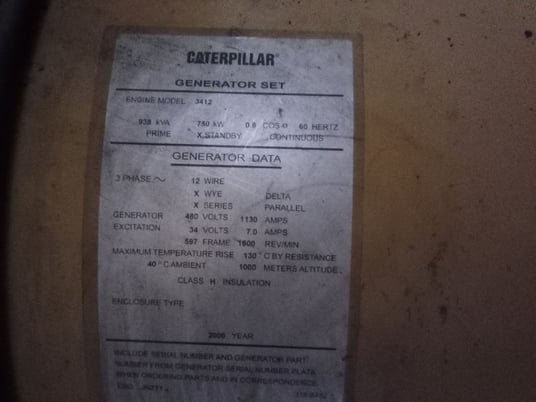 CATERPILLAR®
GENERATOR SET
ENGINE MODEL 3412
938 kVA 750 kW 0.8 COS Ø 60 HERTZ
PRIME X STANDBY CONTINUOUS
GENERATOR DATA
3 PHASE ~ 12 WIRE
X WYE DELTA
X SERIES PARALLEL
GENERATOR 480 VOLTS 1130 AMPS
EXCITATION 34 VOLTS 7.0 AMPS
597 FRAME 1800 REV/MIN
MAXIMUM TEMPERATURE RISE 130 °C BY RESISTANCE
40 °C AMBIENT 1000 METERS ALTITUDE
CLASS H INSULATION
ENCLOSURE TYPE
2000 YEAR
INCLUDE SERIAL NUMBER AND GENERATOR PART
NUMBER FROM GENERATOR SERIAL NUMBER PLATE
WHEN ORDERING PARTS AND IN CORRESPONDENCE.